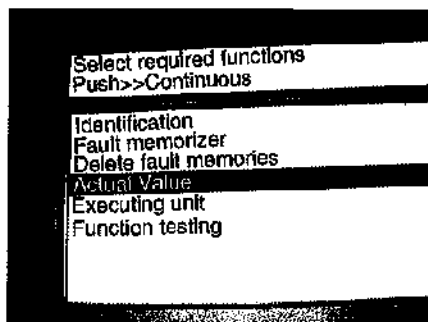 Select required functions
Push>>Continuous
Identification
Fault memorizer
Delete fault memories
Actual Value
Executing unit
Function testing